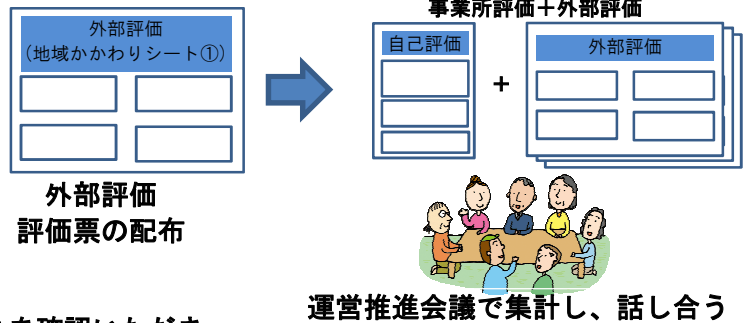 外部評価
(地域かかわりシート①)
外部評価
評価票の配布
事業所評価+外部評価
自己評価
+
外部評価
運営推進会議で集計し、話し合う